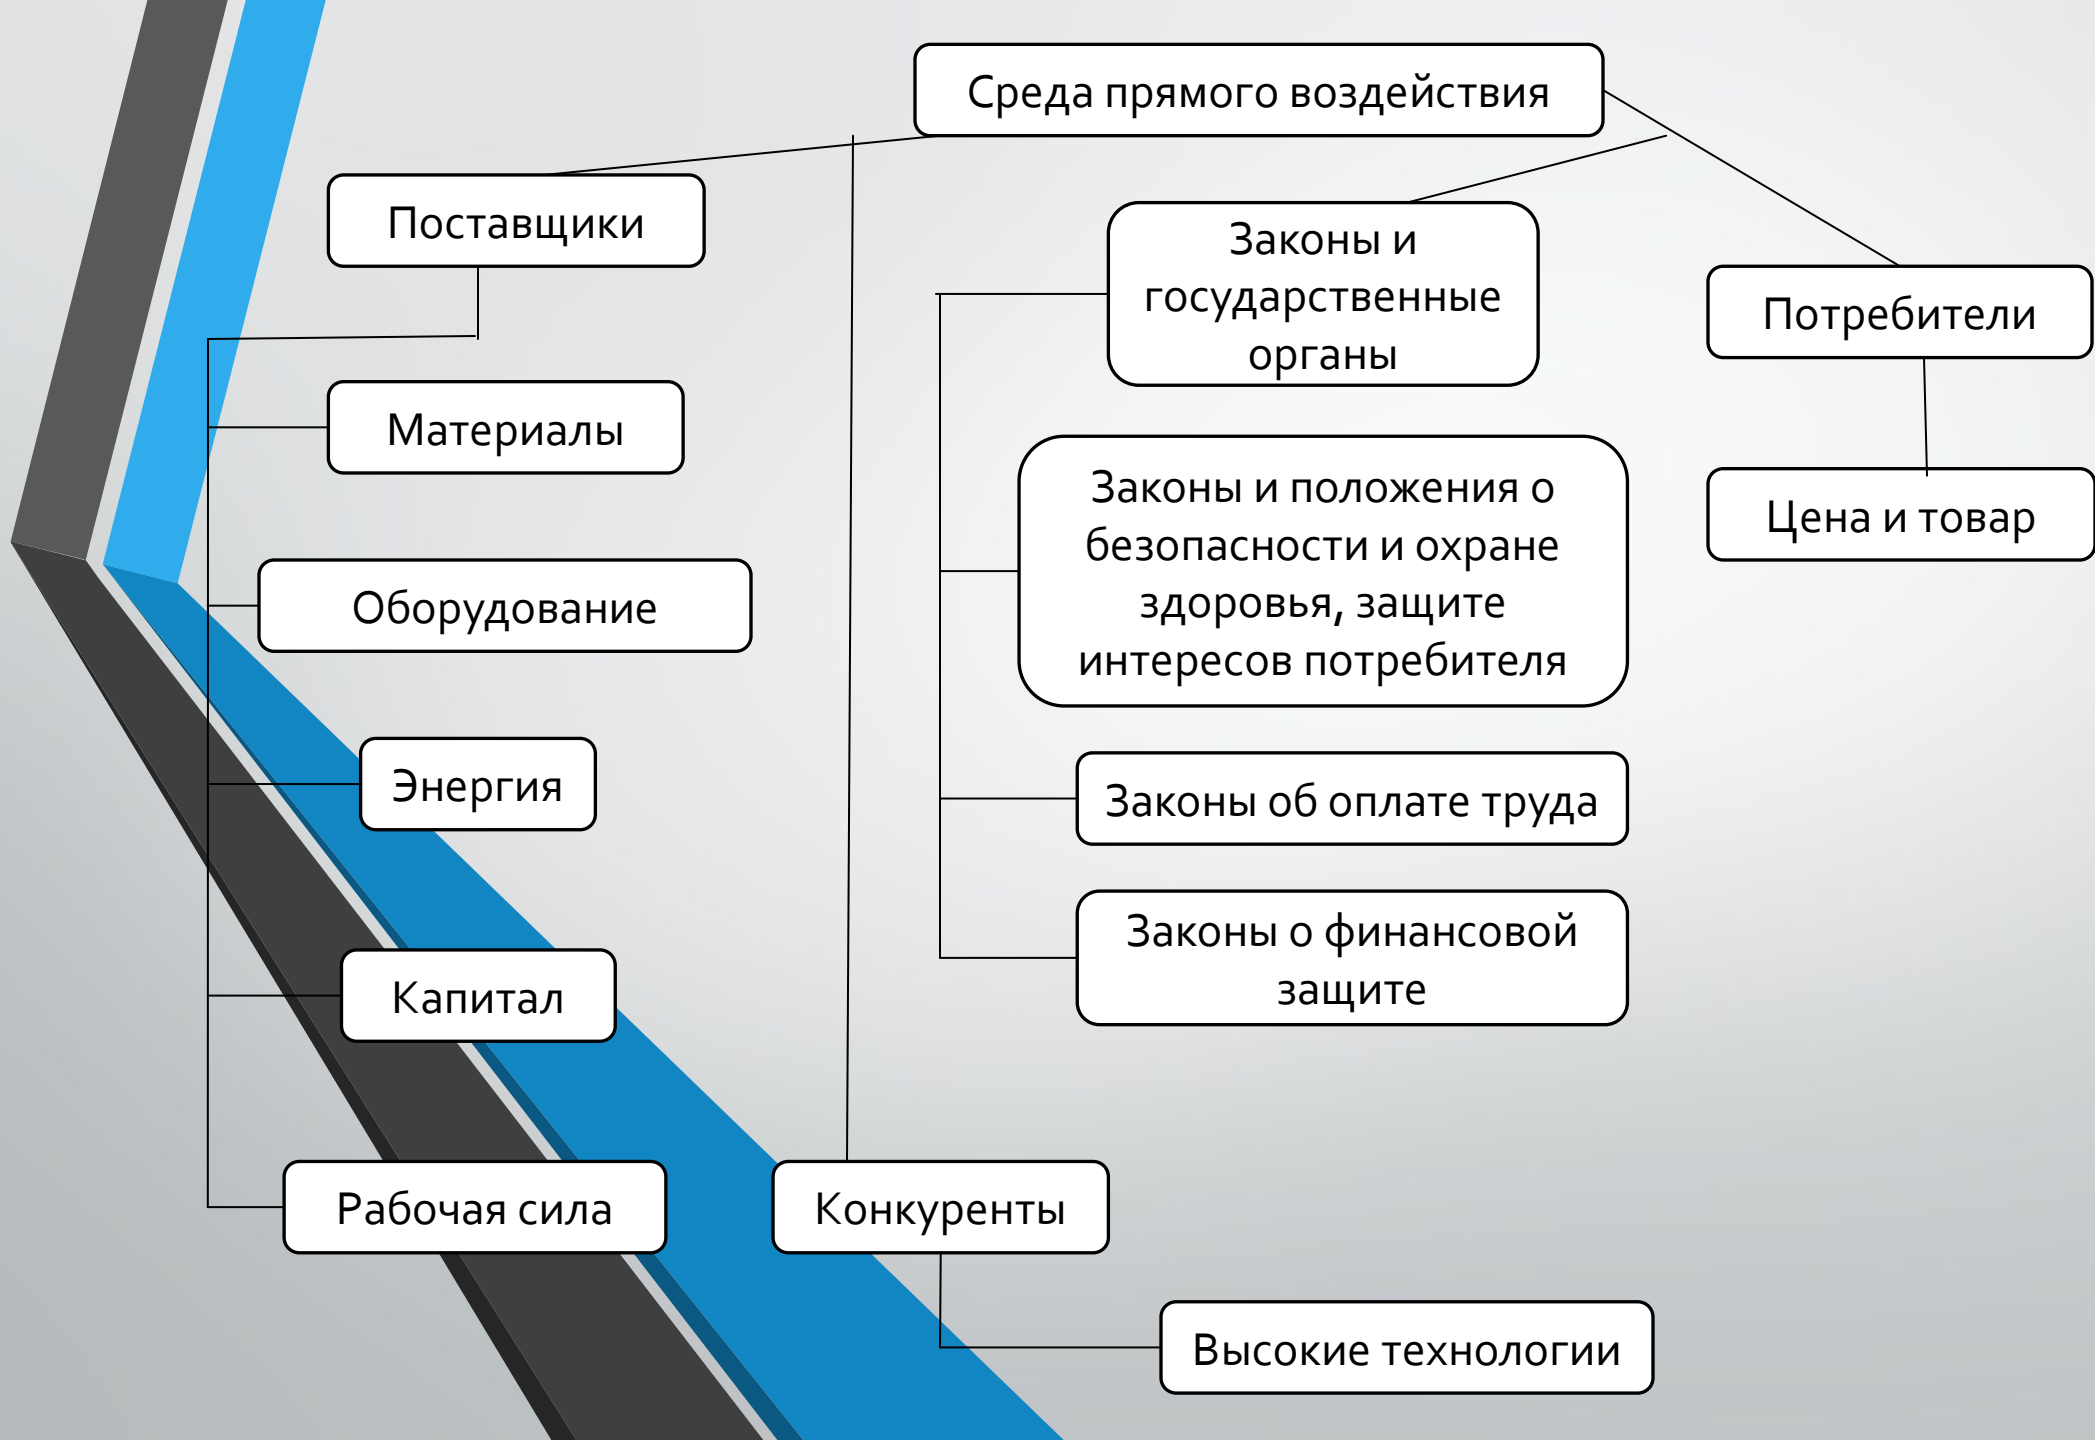 Среда прямого воздействия
Поставщики
Материалы
Оборудование
Энергия
Капитал
Рабочая сила
Конкуренты
Высокие технологии
Законы и
государственные
органы
Законы и положения о
безопасности и охране
здоровья, защите
интересов потребителя
Законы об оплате труда
Законы о финансовой
защите
Потребители
Цена и товар